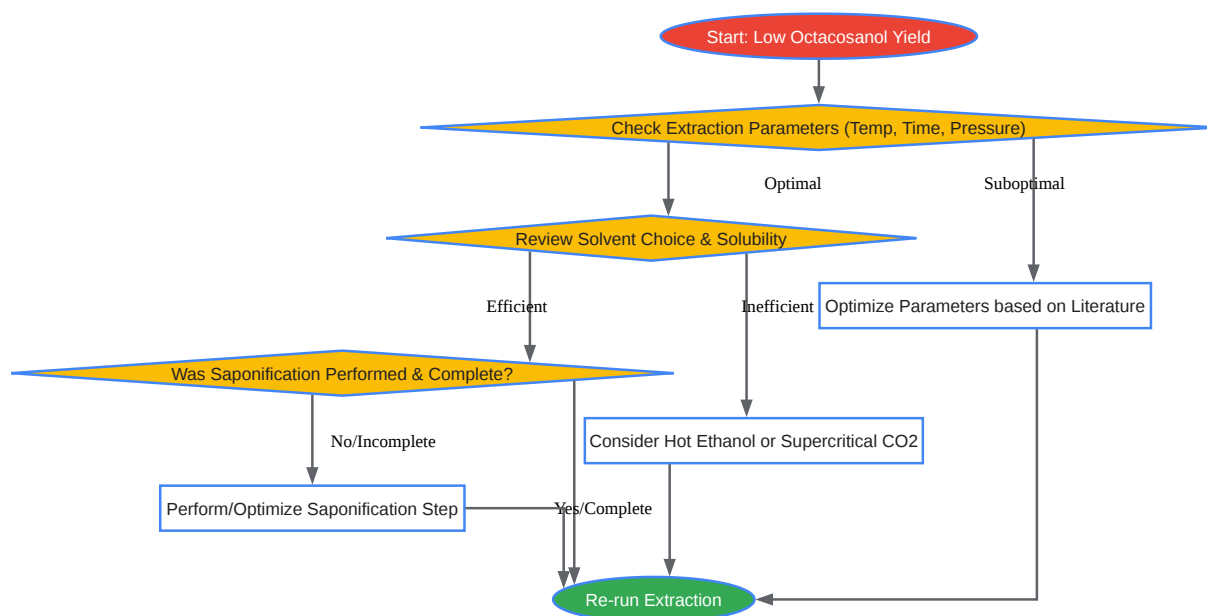 Start: Low Octacosanol Yield
Check Extraction Parameters (Temp, Time, Pressure)
Optimal
Suboptimal
Review Solvent Choice & Solubility
Efficient
Inefficient
Optimize Parameters based on Literature
Was Saponification Performed & Complete?
No/Incomplete
Consider Hot Ethanol or Supercritical CO2
Perform/Optimize Saponification Step
Yes/Complete
Re-run Extraction